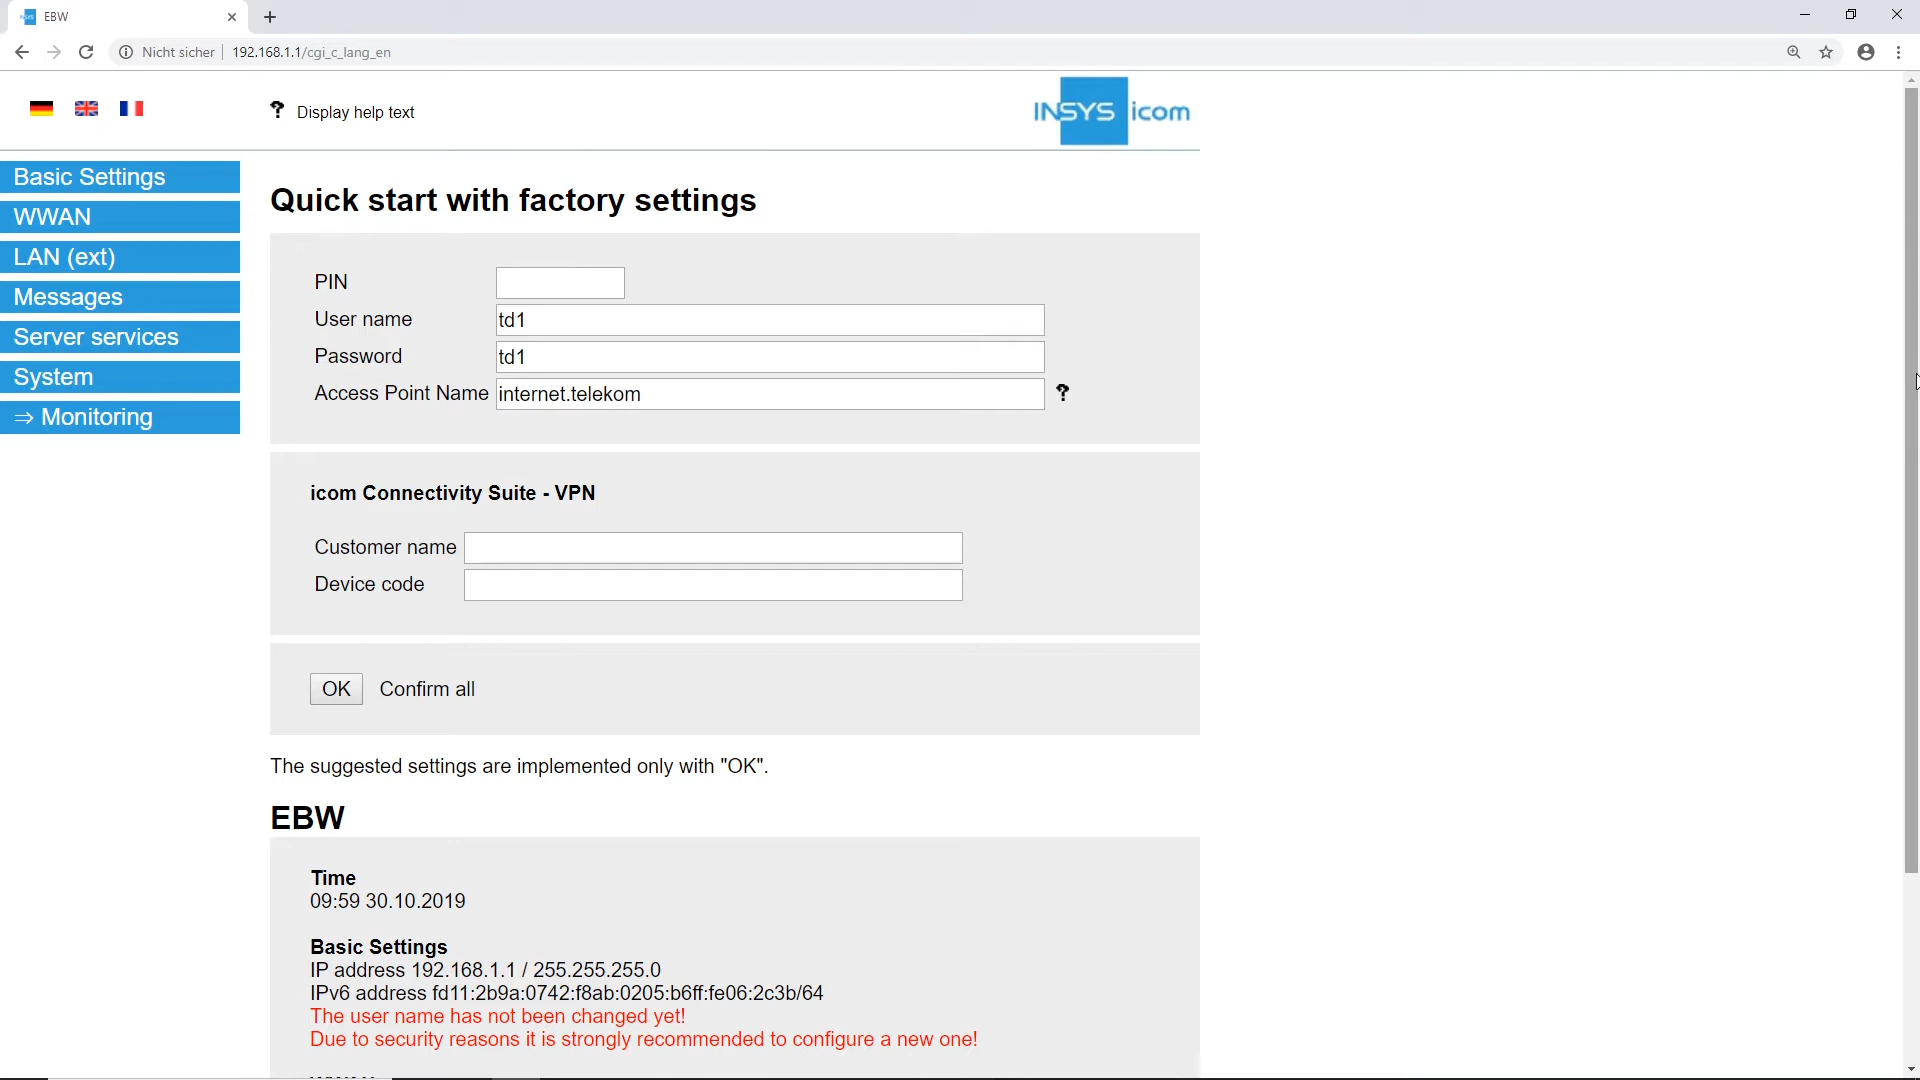 EBW
Nicht sicher 192.168.1.1/cgi_c_lang_en
? Display help text
INSYS icom
Basic Settings
WWAN
LAN (ext)
Messages
Server services
System
⇒ Monitoring
Quick start with factory settings
PIN
User name td1
Password td1
Access Point Name internet.telekom ?
icom Connectivity Suite - VPN
Customer name
Device code
OK Confirm all
The suggested settings are implemented only with "OK".
EBW
Time
09:59 30.10.2019
Basic Settings
IP address 192.168.1.1 / 255.255.255.0
IPv6 address fd11:2b9a:0742:f8ab:0205:b6ff:fe06:2c3b/64
The user name has not been changed yet!
Due to security reasons it is strongly recommended to configure a new one!